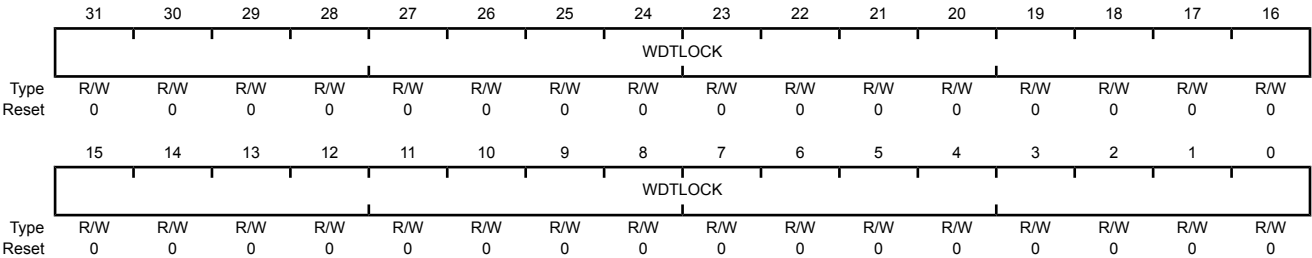 31 30 29 28 27 26 25 24 23 22 21 20 19 18 17 16
WDTLOCK
Type R/W R/W R/W R/W R/W R/W R/W R/W R/W R/W R/W R/W R/W R/W R/W R/W
Reset 0 0 0 0 0 0 0 0 0 0 0 0 0 0 0 0
15 14 13 12 11 10 9 8 7 6 5 4 3 2 1 0
WDTLOCK
Type R/W R/W R/W R/W R/W R/W R/W R/W R/W R/W R/W R/W R/W R/W R/W R/W
Reset 0 0 0 0 0 0 0 0 0 0 0 0 0 0 0 0